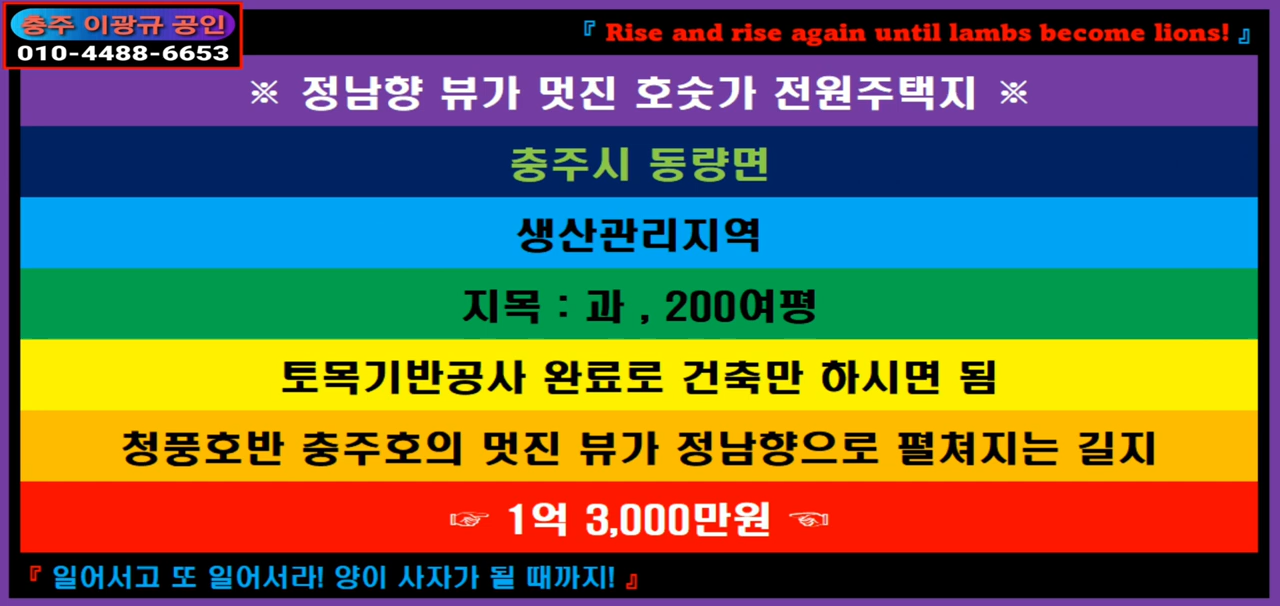 충주 이광규 공인
010-4488-6653
『 Rise and rise again until lambs become lions! 』
※ 정남향 뷰가 멋진 호숫가 전원주택지 ※
충주시 동량면
생산관리지역
지목 : 과 , 200여평
토목기반공사 완료로 건축만 하시면 됨
청풍호반 충주호의 멋진 뷰가 정남향으로 펼쳐지는 길지
☞ 1억 3,000만원 ☜
『 일어서고 또 일어서라! 양이 사자가 될 때까지! 』